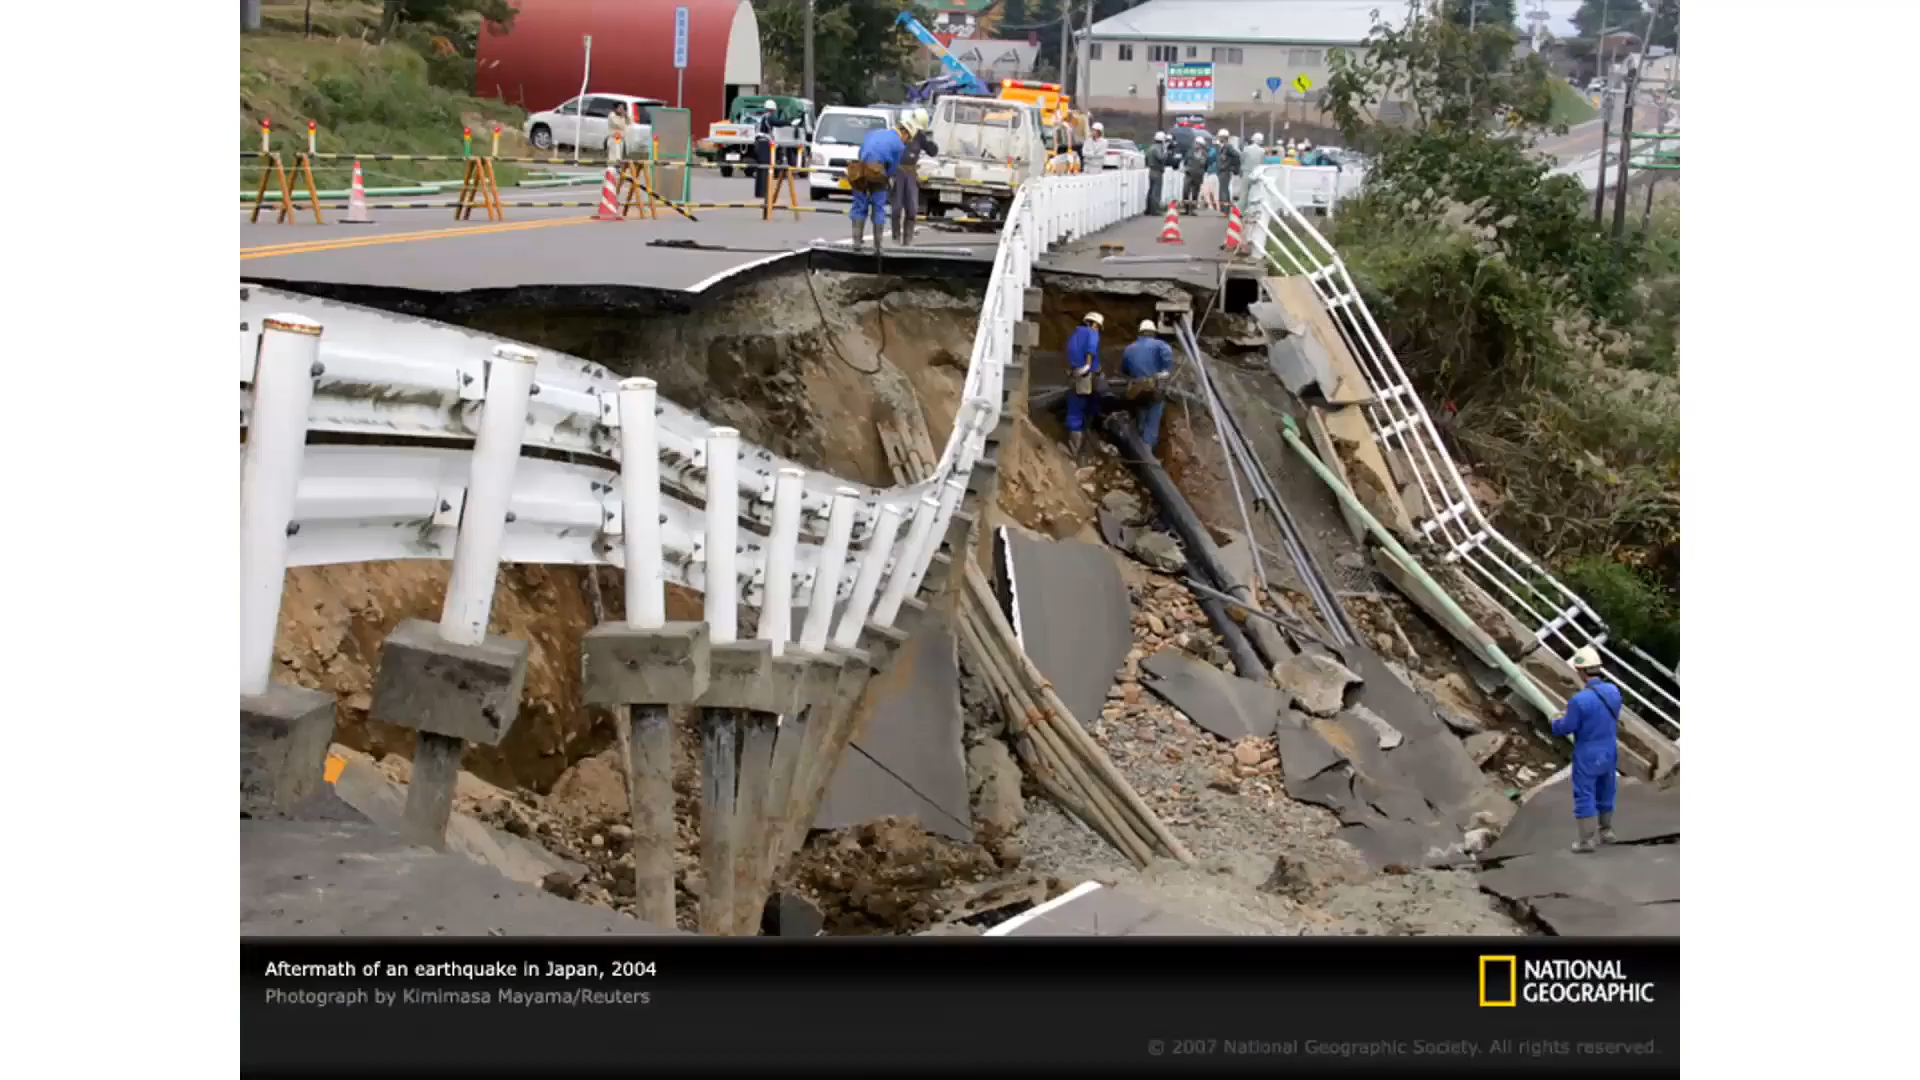 Aftermath of an earthquake in Japan, 2004
Photograph by Kimimasa Mayama/Reuters
NATIONAL
GEOGRAPHIC
© 2007 National Geographic Society. All rights reserved.